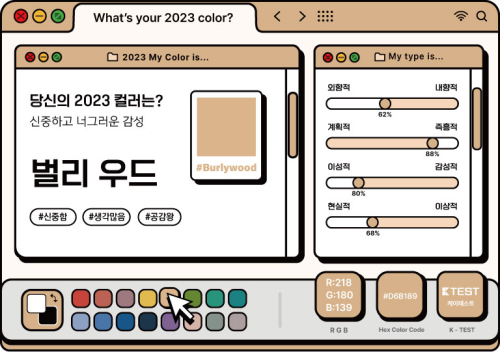 What's your 2023 color?
2023 My Color is...
당신의 2023 컬러는?
신중하고 너그러운 감성
벌리 우드
#신중함 #생각많음 #공감왕
#Burlywood
My type is...
외향적 내향적
62%
계획적 즉흥적
88%
이성적 감성적
80%
현실적 이상적
68%
R:218
G:180
B:139
R G B
#D6B189
Hex Color Code
KTEST
케이테스트
K - TEST